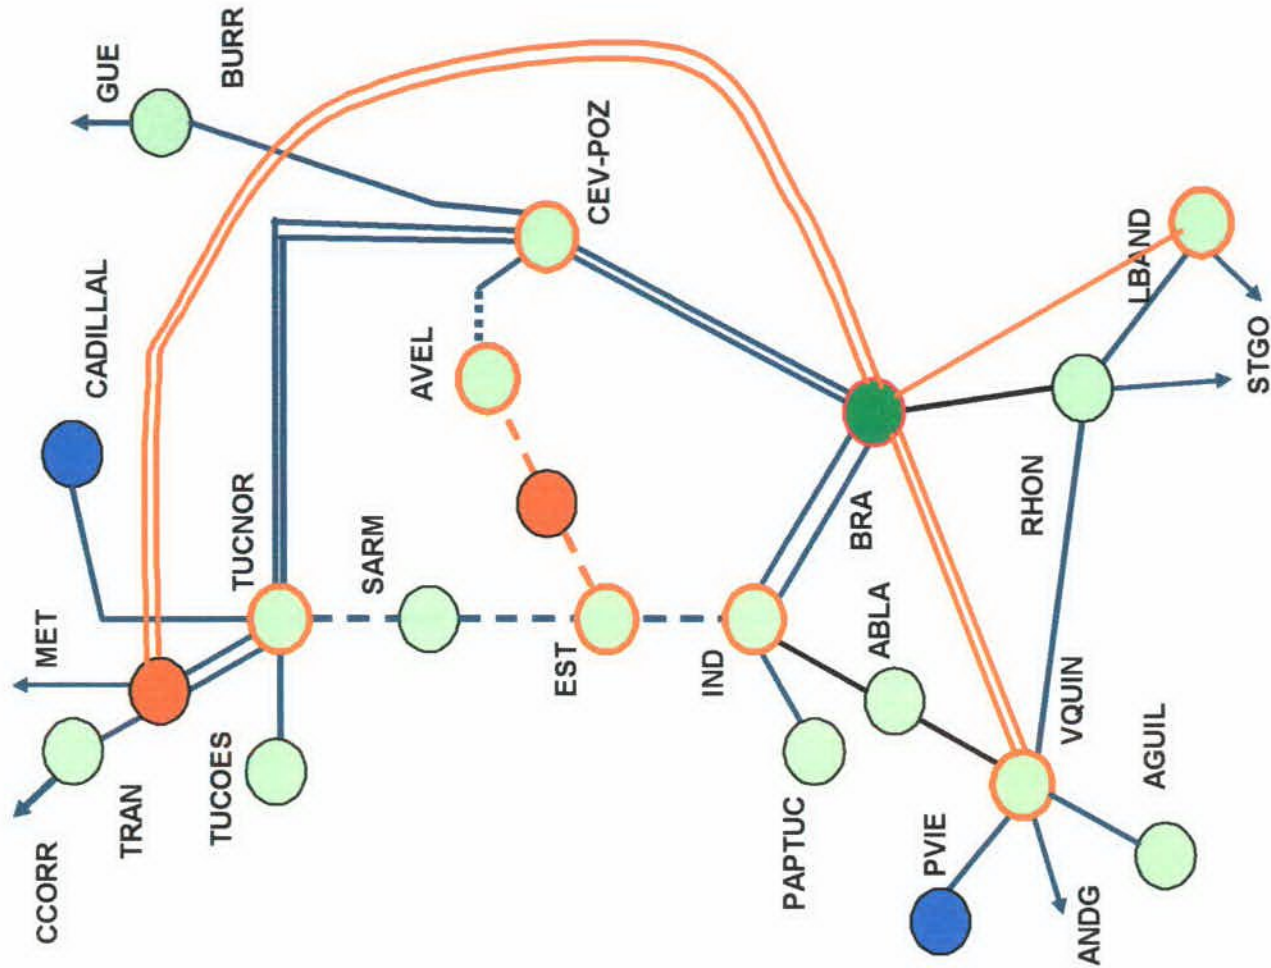 GUE
BURR
CADILLAL
CEV-POZ
MET
TUCNOR
AVEL
SARM
LBAND
CCORR
TRAN
TUCOES
EST
IND
BRA
ABLA
RHON
STGO
PAPTUC
VQUIN
PVIE
AGUIL
ANDG